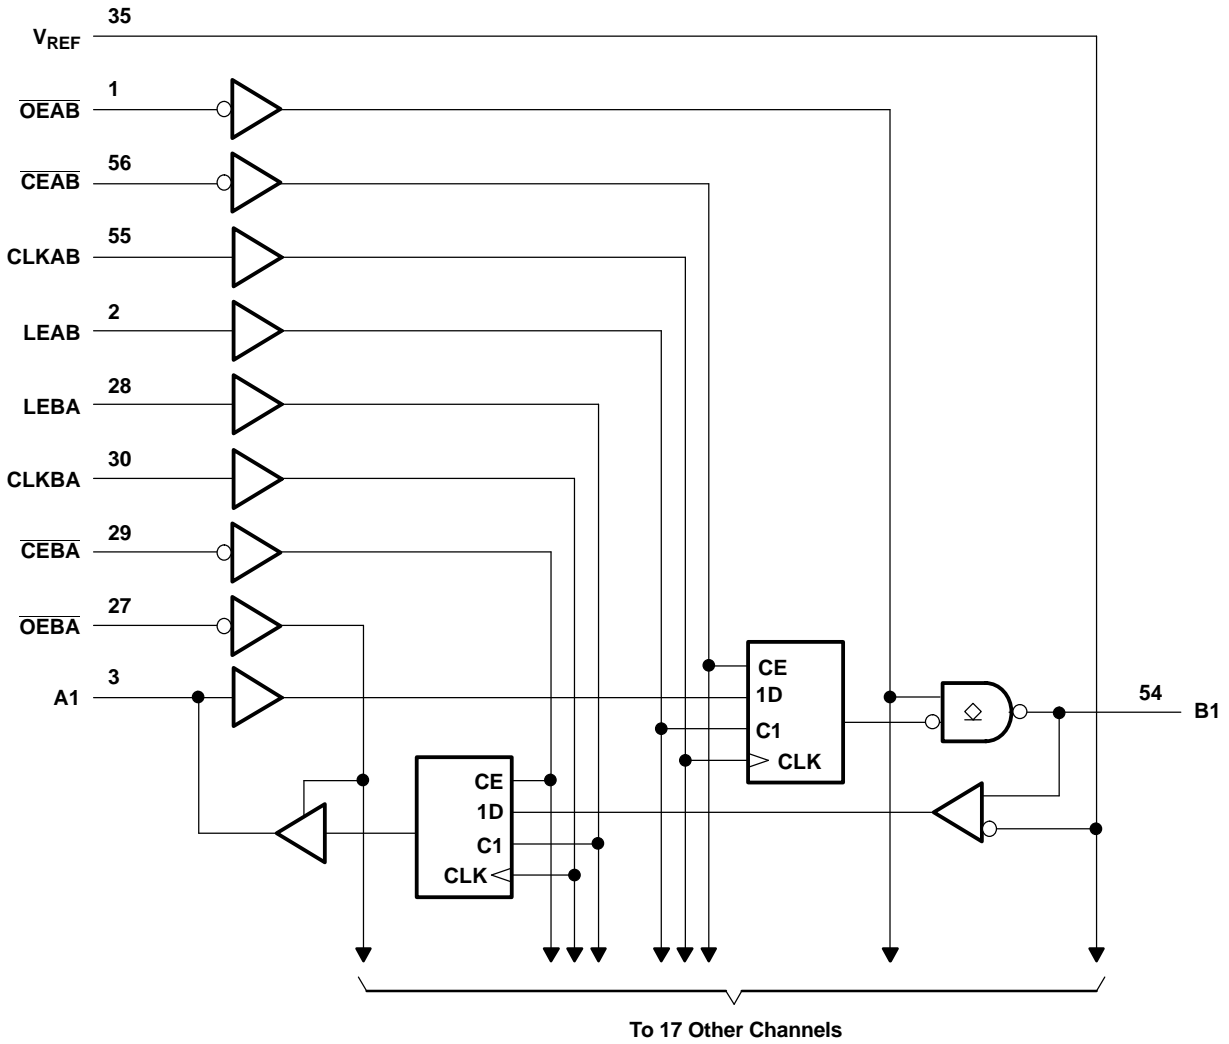 35
VREF
1
OEAB
56
CEAB
55
CLKAB
2
LEAB
28
LEBA
30
CLKBA
29
CEBA
27
OEBA
3
A1
CE
1D
C1
CLK
54
B1
CE
1D
C1
CLK
To 17 Other Channels